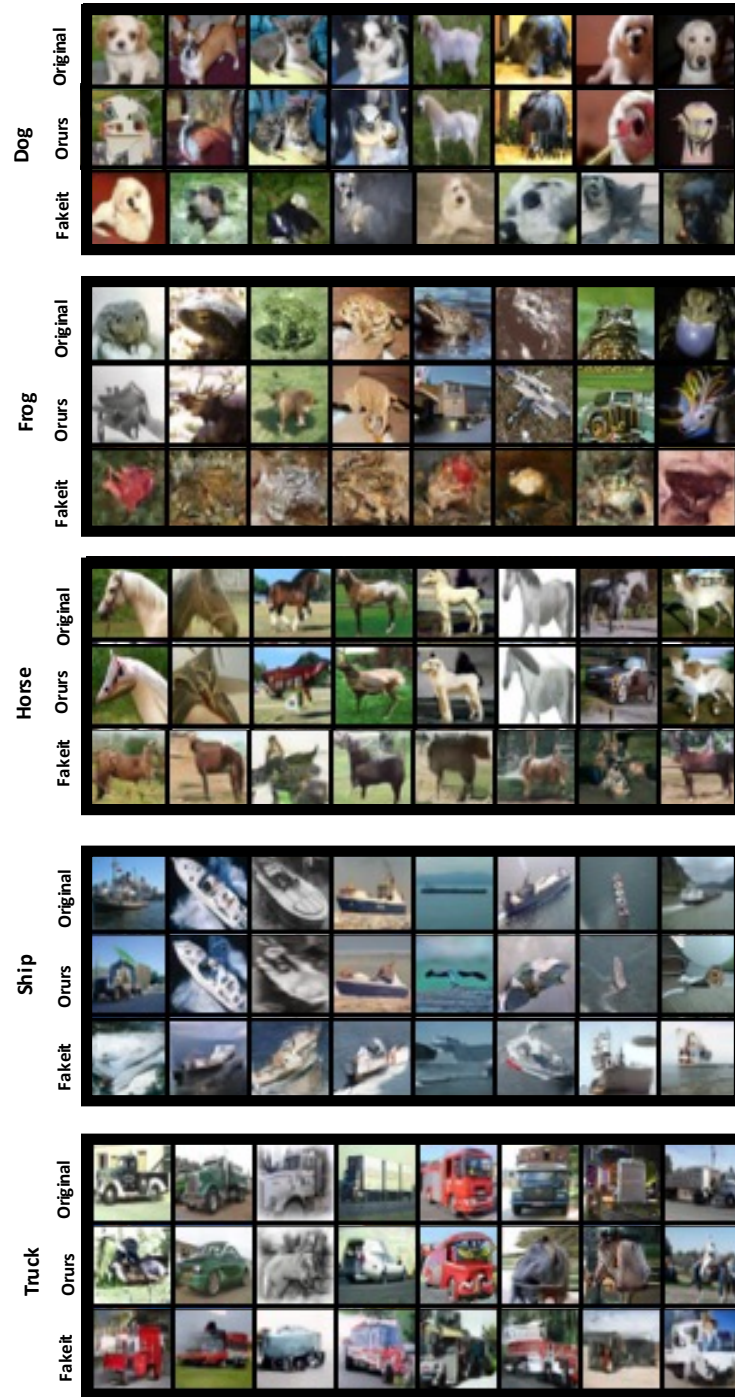 Dog
Original
Orurs
Fakeit
Frog
Original
Orurs
Fakeit
Horse
Original
Orurs
Fakeit
Ship
Original
Orurs
Fakeit
Truck
Original
Orurs
Fakeit